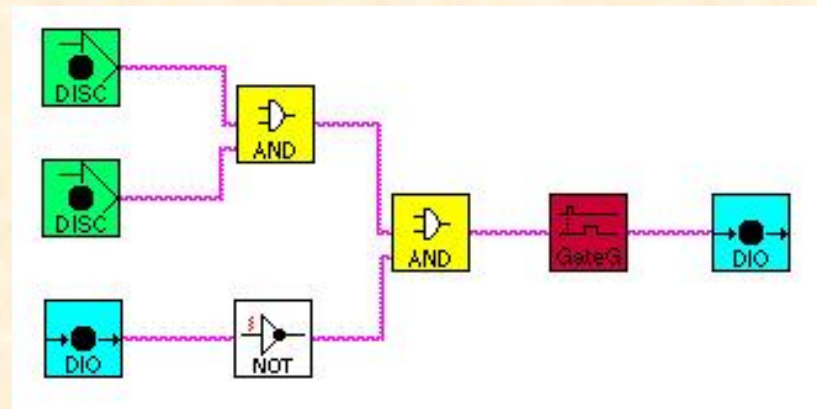 DISC
AND
DISC
AND
GateG
DIO
DIO
NOT